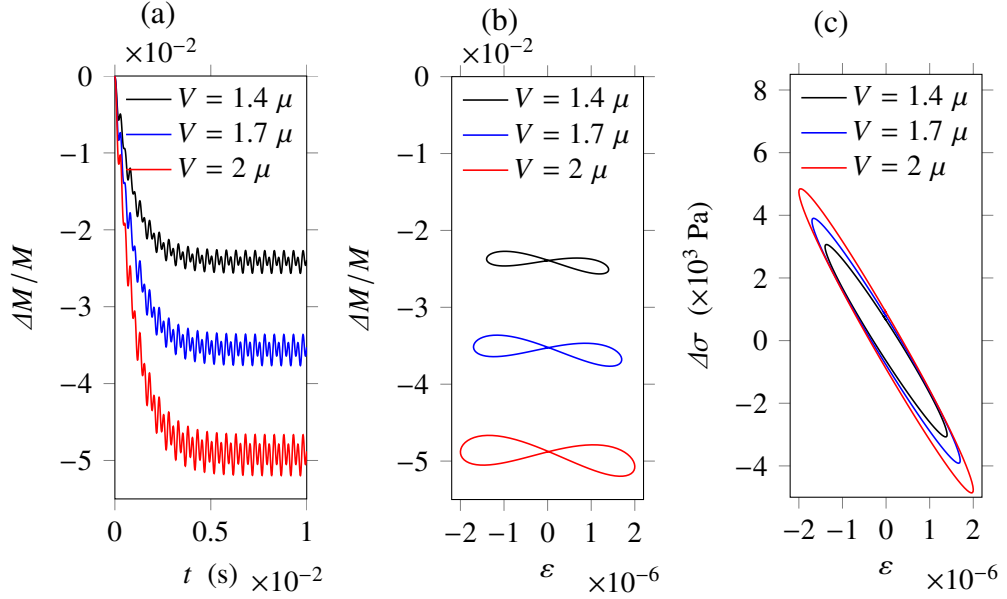 (a)
×10⁻²
0
−1
−2
−3
−4
−5
ΔM/M
V = 1.4 μ
V = 1.7 μ
V = 2 μ
0 0.5 1
t (s) ×10⁻²
(b)
×10⁻²
0
−1
−2
−3
−4
−5
ΔM/M
V = 1.4 μ
V = 1.7 μ
V = 2 μ
−2 −1 0 1 2
ε ×10⁻⁶
(c)
8
6
4
2
0
−2
−4
Δσ (×10³ Pa)
V = 1.4 μ
V = 1.7 μ
V = 2 μ
−2 −1 0 1 2
ε ×10⁻⁶